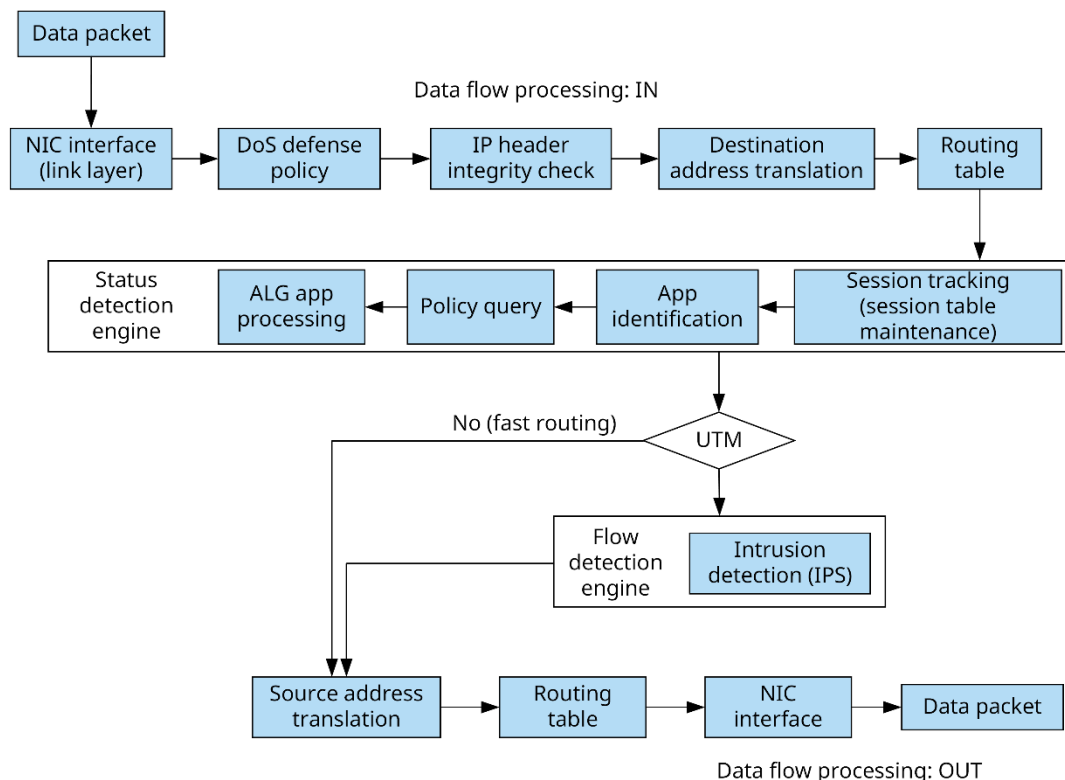 Data packet
Data flow processing: IN
NIC interface
(link layer)
DoS defense
policy
IP header
integrity check
Destination
address translation
Routing
table
Status
detection
engine
ALG app
processing
Policy query
App
identification
Session tracking
(session table
maintenance)
No (fast routing)
UTM
Flow
detection
engine
Intrusion
detection (IPS)
Source address
translation
Routing
table
NIC
interface
Data packet
Data flow processing: OUT